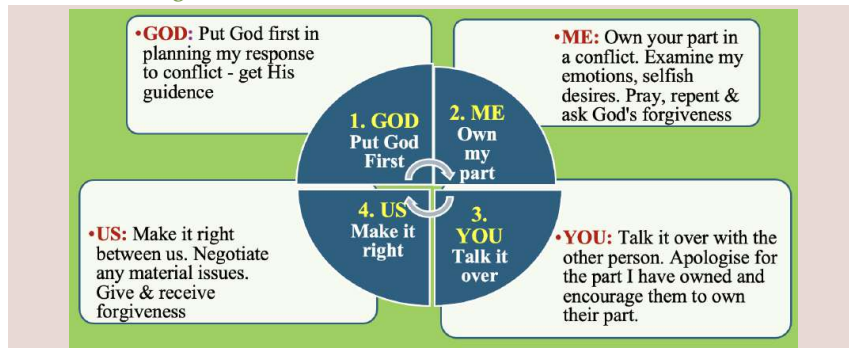 •GOD: Put God first in
planning my response
to conflict - get His
guidence
•ME: Own your part in
a conflict. Examine my
emotions, selfish
desires. Pray, repent &
ask God's forgiveness
1. GOD
Put God
First
2. ME
Own
my
part
4. US
Make it
right
3.
YOU
Talk it
over
•US: Make it right
between us. Negotiate
any material issues.
Give & receive
forgiveness
•YOU: Talk it over with the
other person. Apologise for
the part I have owned and
encourage them to own
their part.